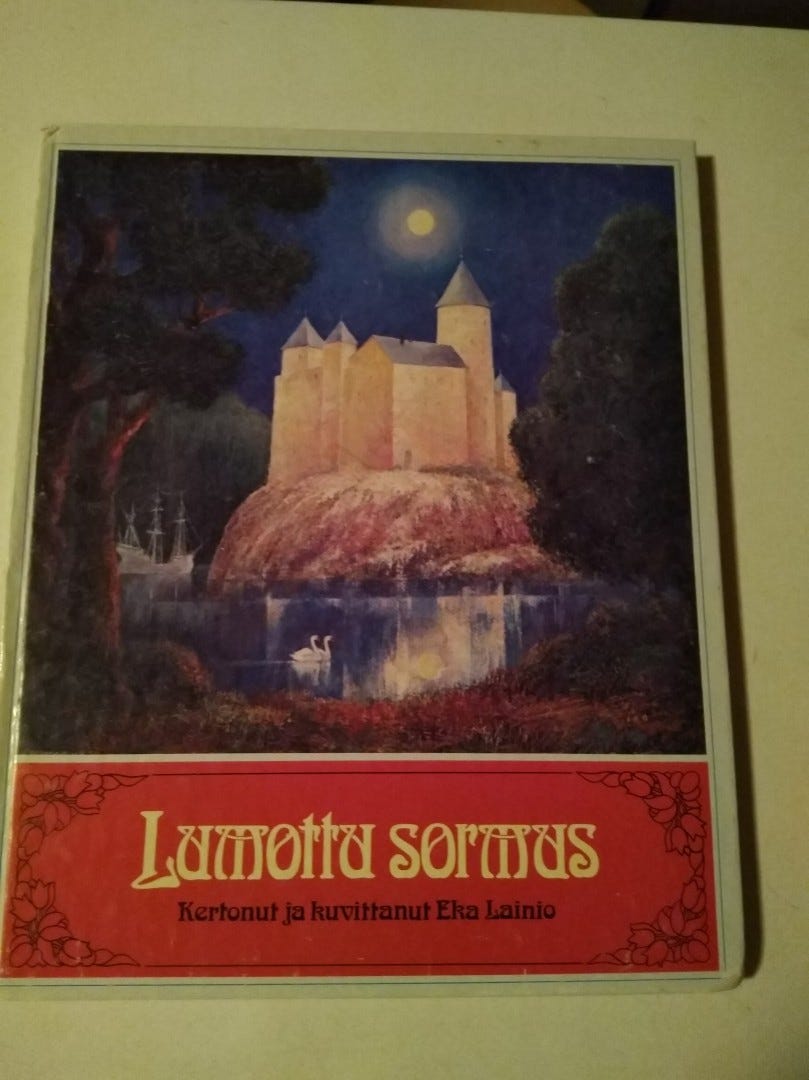 Lumottu sormus
Kertonut ja kuvittanut Eka Lainio